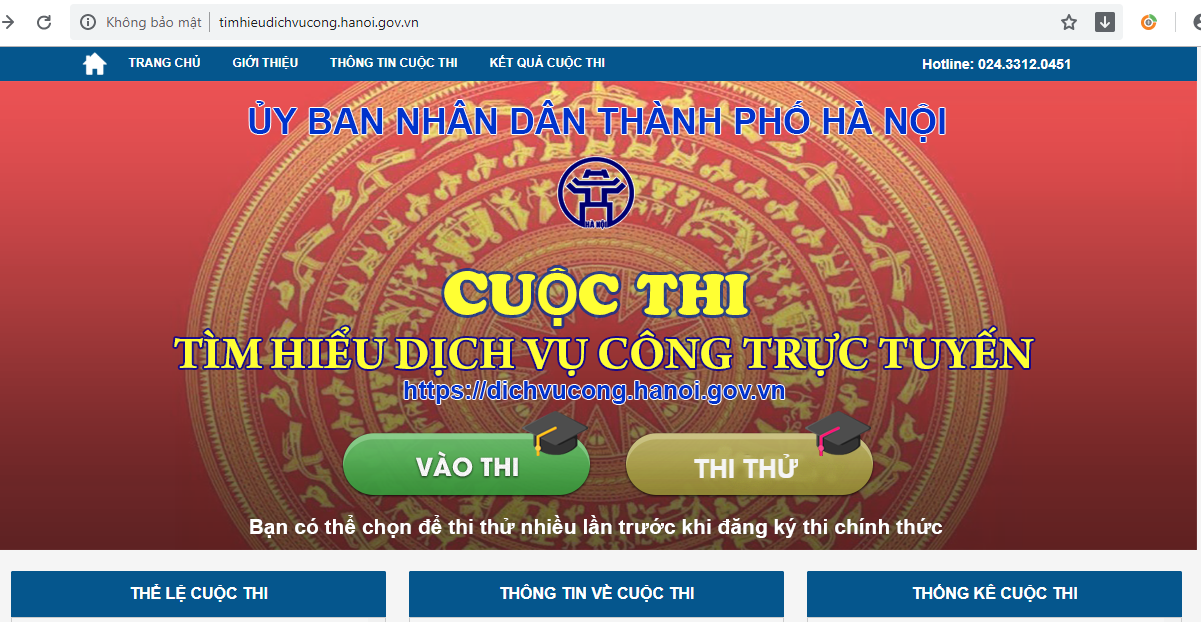 Không bảo mật
timhieudichvucong.hanoi.gov.vn
TRANG CHỦ GIỚI THIỆU THÔNG TIN CUỘC THI KẾT QUẢ CUỘC THI Hotline: 024.3312.0451
ỦY BAN NHÂN DÂN THÀNH PHỐ HÀ NỘI
HÀ NỘI
CUỘC THI
TÌM HIỂU DỊCH VỤ CÔNG TRỰC TUYẾN
https://dichvucong.hanoi.gov.vn
VÀO THI THI THỬ
Bạn có thể chọn để thi thử nhiều lần trước khi đăng ký thi chính thức
THỂ LỆ CUỘC THI THÔNG TIN VỀ CUỘC THI THỐNG KÊ CUỘC THI